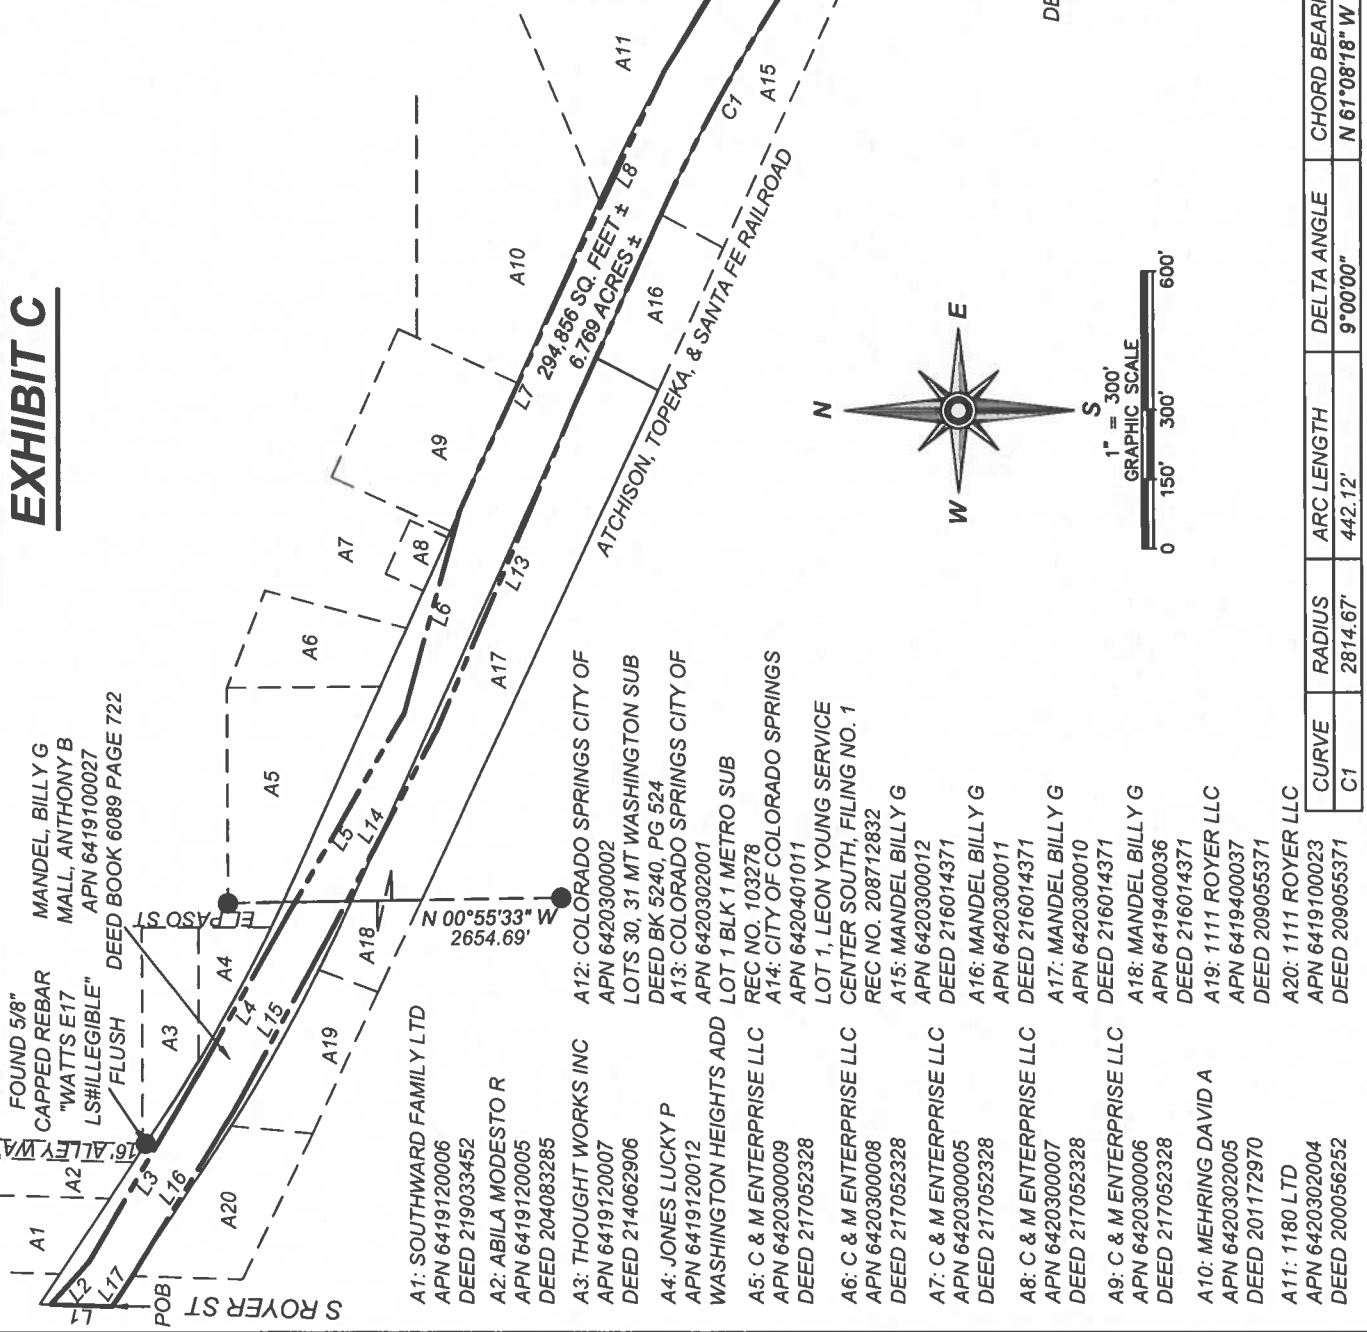 EXHIBIT C
FOUND 5/8"
CAPPED REBAR
"WATTS E17
LS#ILLEGIBLE"
FLUSH
MANDEL, BILLY G
MALL, ANTHONY B
APN 6419100027
DEED BOOK 6089 PAGE 722
16' ALLEY WA
EL PASO ST
S ROYER ST
POB
L1
L2
L17
L3
L16
L4
L15
L5
L14
L6
L13
L7
L8
C1
A1
A2
A3
A4
A5
A6
A7
A8
A9
A10
A11
A15
A16
A17
A18
A19
A20
294,856 SQ. FEET ±
6.769 ACRES ±
ATCHISON, TOPEKA, & SANTA FE RAILROAD
N 00°55'33" W
2654.69'
N
W
E
S
1" = 300'
GRAPHIC SCALE
0 150' 300' 600'
A1: SOUTHWARD FAMILY LTD
APN 6419120006
DEED 219033452
A2: ABILA MODESTO R
APN 6419120005
DEED 204083285
A3: THOUGHT WORKS INC
APN 6419120007
DEED 214062906
A4: JONES LUCKY P
APN 6419120012
WASHINGTON HEIGHTS ADD
A5: C & M ENTERPRISE LLC
APN 6420300009
DEED 217052328
A6: C & M ENTERPRISE LLC
APN 6420300008
DEED 217052328
A7: C & M ENTERPRISE LLC
APN 6420300005
DEED 217052328
A8: C & M ENTERPRISE LLC
APN 6420300007
DEED 217052328
A9: C & M ENTERPRISE LLC
APN 6420300006
DEED 217052328
A10: MEHRING DAVID A
APN 6420302005
DEED 201172970
A11: 1180 LTD
APN 6420302004
DEED 200056252
A12: COLORADO SPRINGS CITY OF
APN 6420300002
LOTS 30, 31 MT WASHINGTON SUB
DEED BK 5240, PG 524
A13: COLORADO SPRINGS CITY OF
APN 6420302001
LOT 1 BLK 1 METRO SUB
REC NO. 103278
A14: CITY OF COLORADO SPRINGS
APN 6420401011
LOT 1, LEON YOUNG SERVICE
CENTER SOUTH, FILING NO. 1
REC NO. 208712832
A15: MANDEL BILLY G
APN 6420300012
DEED 216014371
A16: MANDEL BILLY G
APN 6420300011
DEED 216014371
A17: MANDEL BILLY G
APN 6420300010
DEED 216014371
A18: MANDEL BILLY G
APN 6419400036
DEED 216014371
A19: 1111 ROYER LLC
APN 6419400037
DEED 209055371
A20: 1111 ROYER LLC
APN 6419100023
DEED 209055371
DE
CURVE RADIUS ARC LENGTH DELTA ANGLE CHORD BEARI
C1 2814.67' 442.12' 9°00'00" N 61°08'18" W